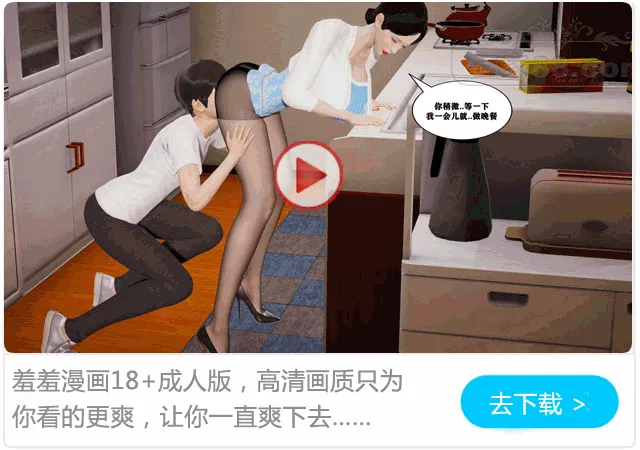 你稍微..等一下
我一会儿就..做晚餐
羞羞漫画18+成人版，高清画质只为
你看的更爽，让你一直爽下去......
去下载 >